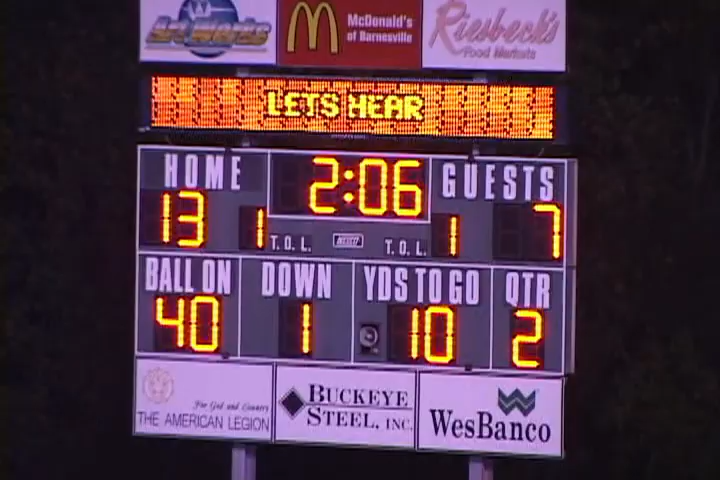 Art Works
McDonald's
of Barnesville
Riesbeck's
Food Markets
LETS HEAR
HOME 2:06 GUESTS
13 1 T.O.L. T.O.L. 1 7
BALL ON DOWN YDS TO GO QTR
40 1 10 2
For God and Country
THE AMERICAN LEGION
BUCKEYE
STEEL, INC.
WesBanco